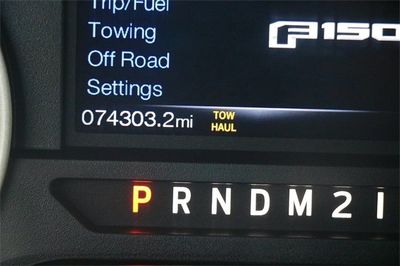 Trip/Fuel
Towing
Off Road
Settings
F150
074303.2mi
TOW
HAUL
P R N D M 2 1